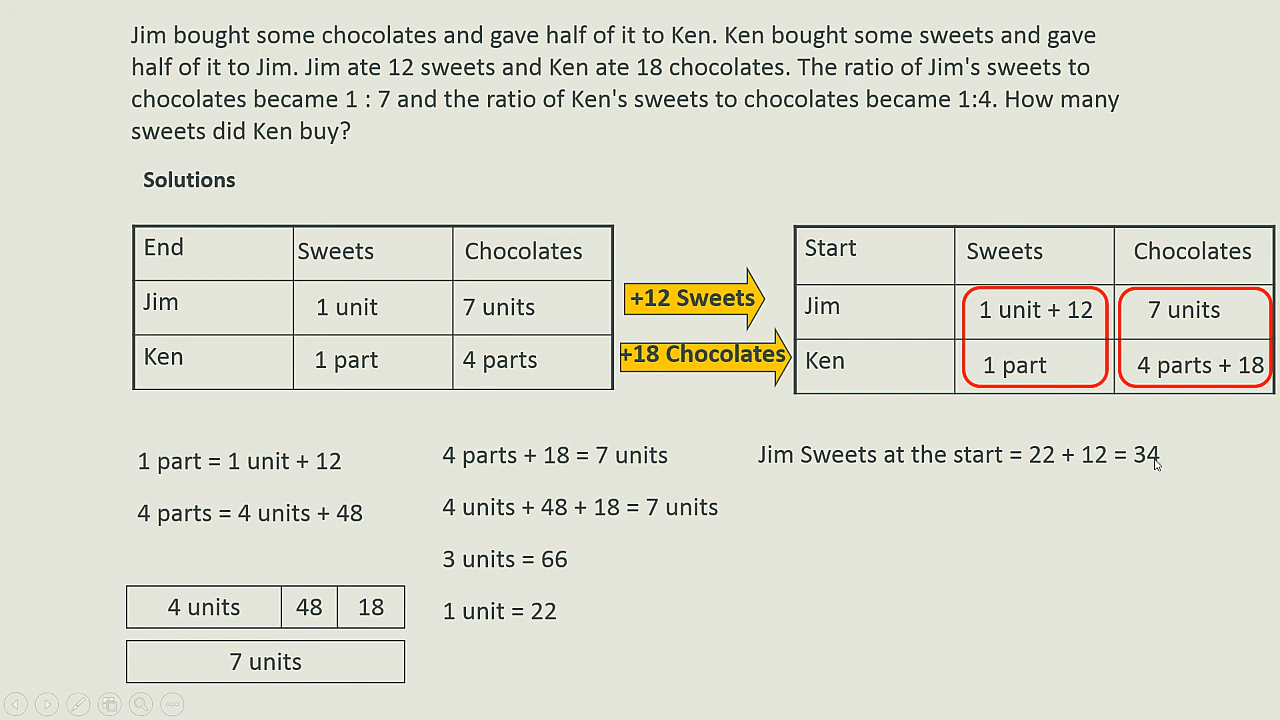 Jim bought some chocolates and gave half of it to Ken. Ken bought some sweets and gave
half of it to Jim. Jim ate 12 sweets and Ken ate 18 chocolates. The ratio of Jim's sweets to
chocolates became 1 : 7 and the ratio of Ken's sweets to chocolates became 1:4. How many
sweets did Ken buy?
Solutions
End Sweets Chocolates
Jim 1 unit 7 units
Ken 1 part 4 parts
+12 Sweets
+18 Chocolates
Start Sweets Chocolates
Jim 1 unit + 12 7 units
Ken 1 part 4 parts + 18
1 part = 1 unit + 12
4 parts = 4 units + 48
4 units 48 18
7 units
4 parts + 18 = 7 units
4 units + 48 + 18 = 7 units
3 units = 66
1 unit = 22
Jim Sweets at the start = 22 + 12 = 34